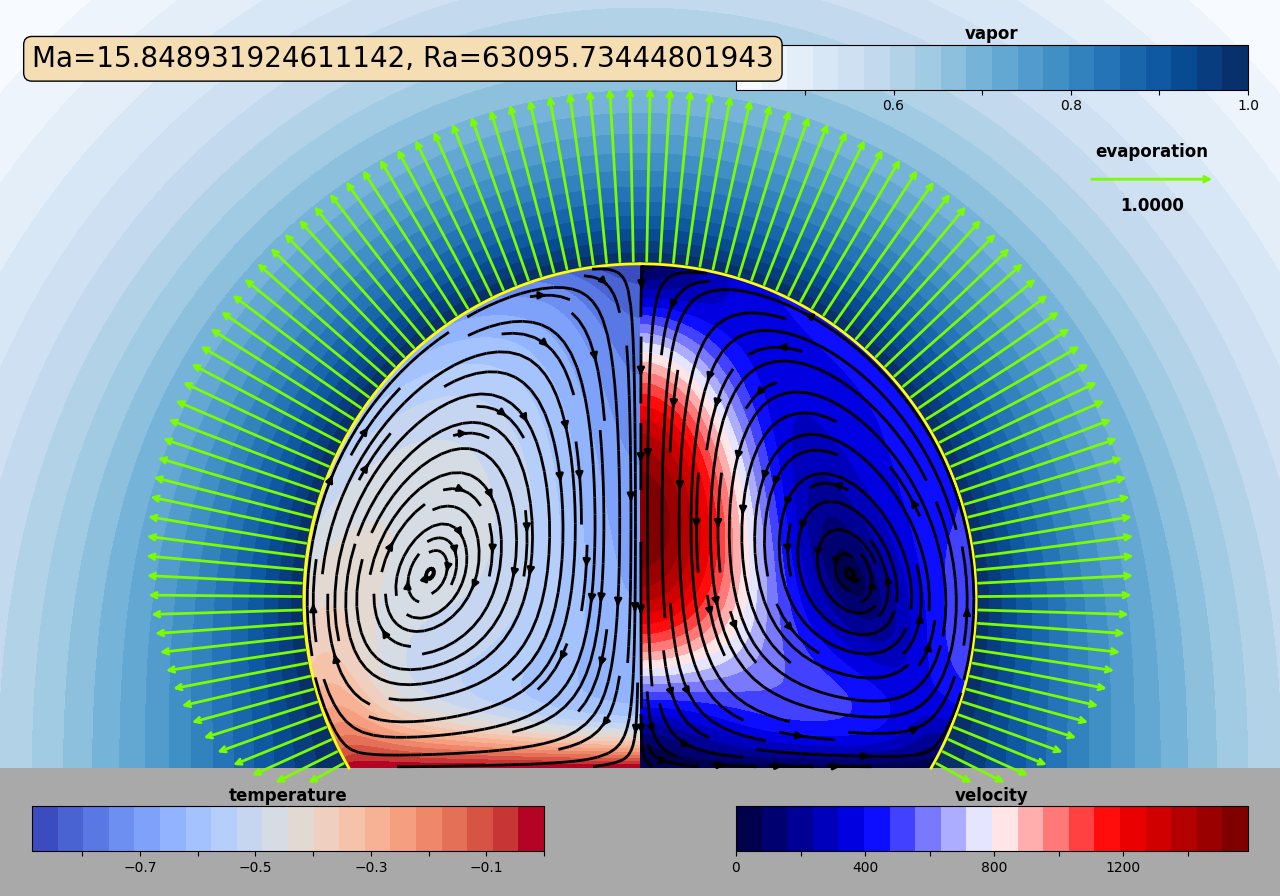 Ma=15.848931924611142, Ra=63095.73444801943
vapor
0.6 0.8 1.0
evaporation
1.0000
temperature
−0.7 −0.5 −0.3 −0.1
velocity
0 400 800 1200